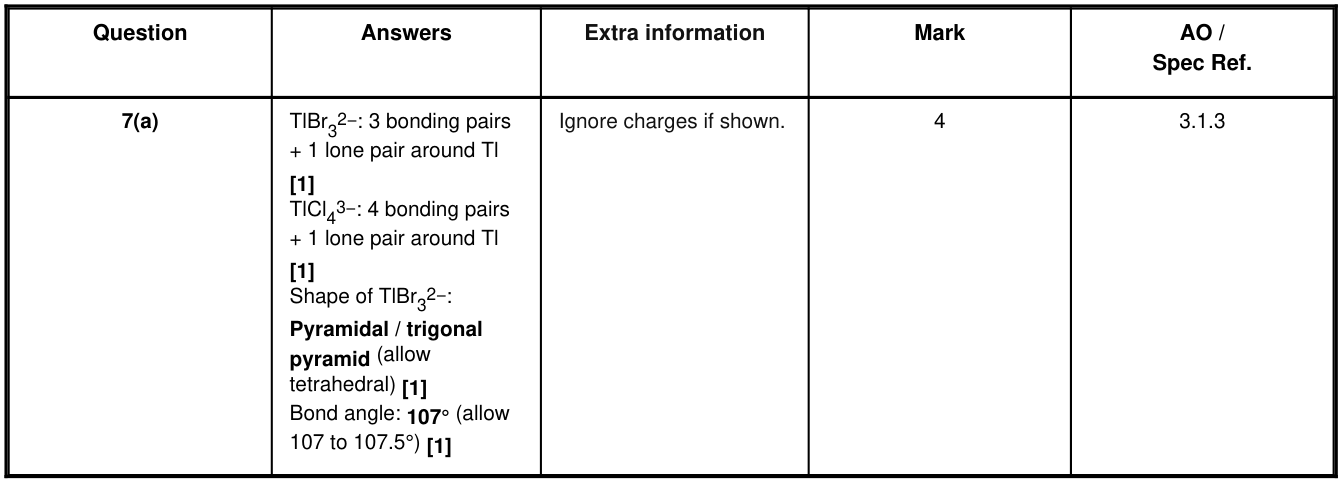 Question Answers Extra information Mark AO /
Spec Ref.
7(a) TlBr₃²⁻: 3 bonding pairs Ignore charges if shown. 4 3.1.3
+ 1 lone pair around Tl
[1]
TlCl₄³⁻: 4 bonding pairs
+ 1 lone pair around Tl
[1]
Shape of TlBr₃²⁻:
Pyramidal / trigonal
pyramid (allow
tetrahedral) [1]
Bond angle: 107° (allow
107 to 107.5°) [1]